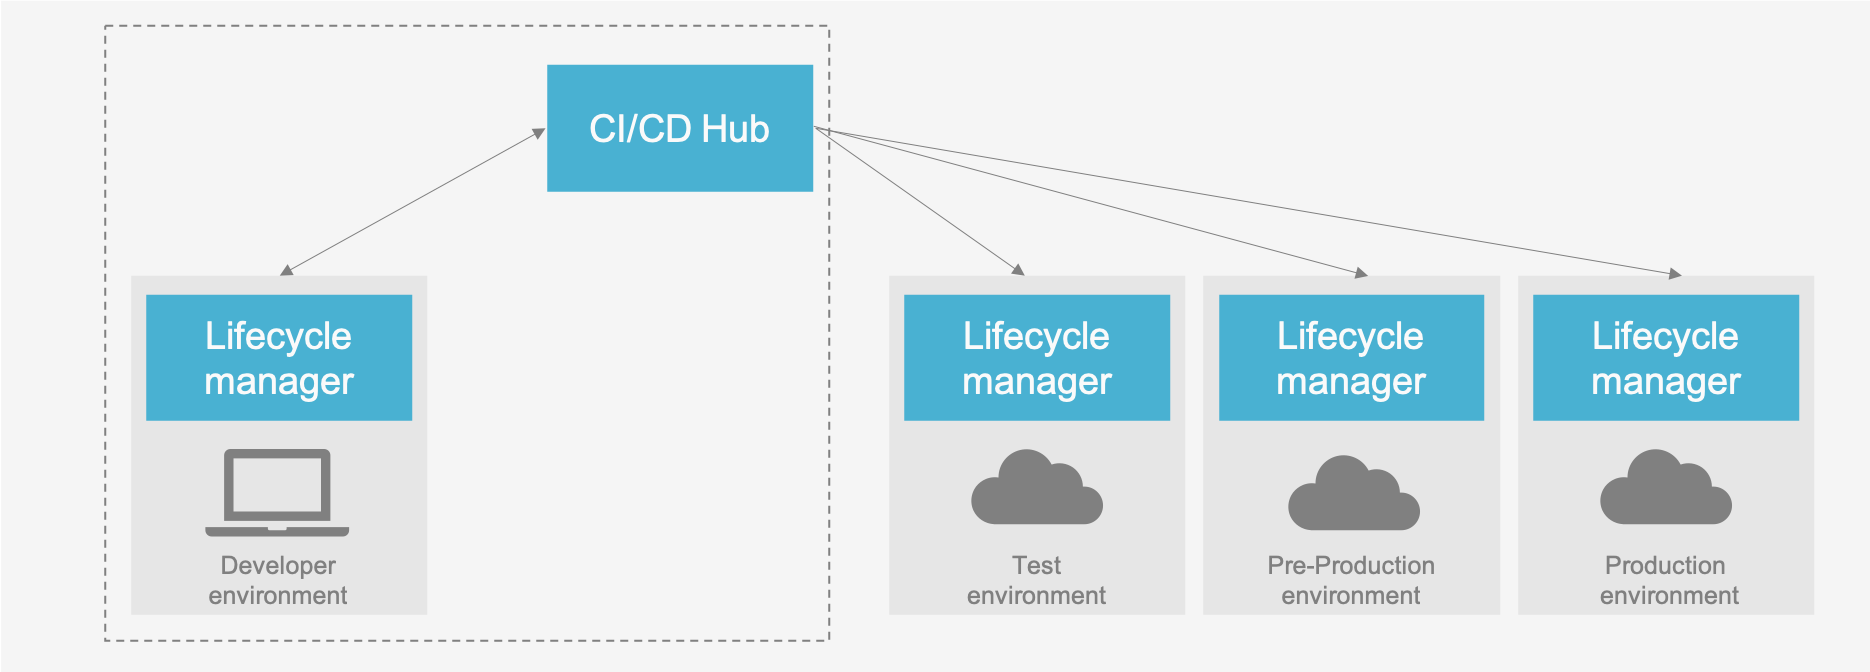 CI/CD Hub
Lifecycle
manager
Developer
environment
Lifecycle
manager
Test
environment
Lifecycle
manager
Pre-Production
environment
Lifecycle
manager
Production
environment